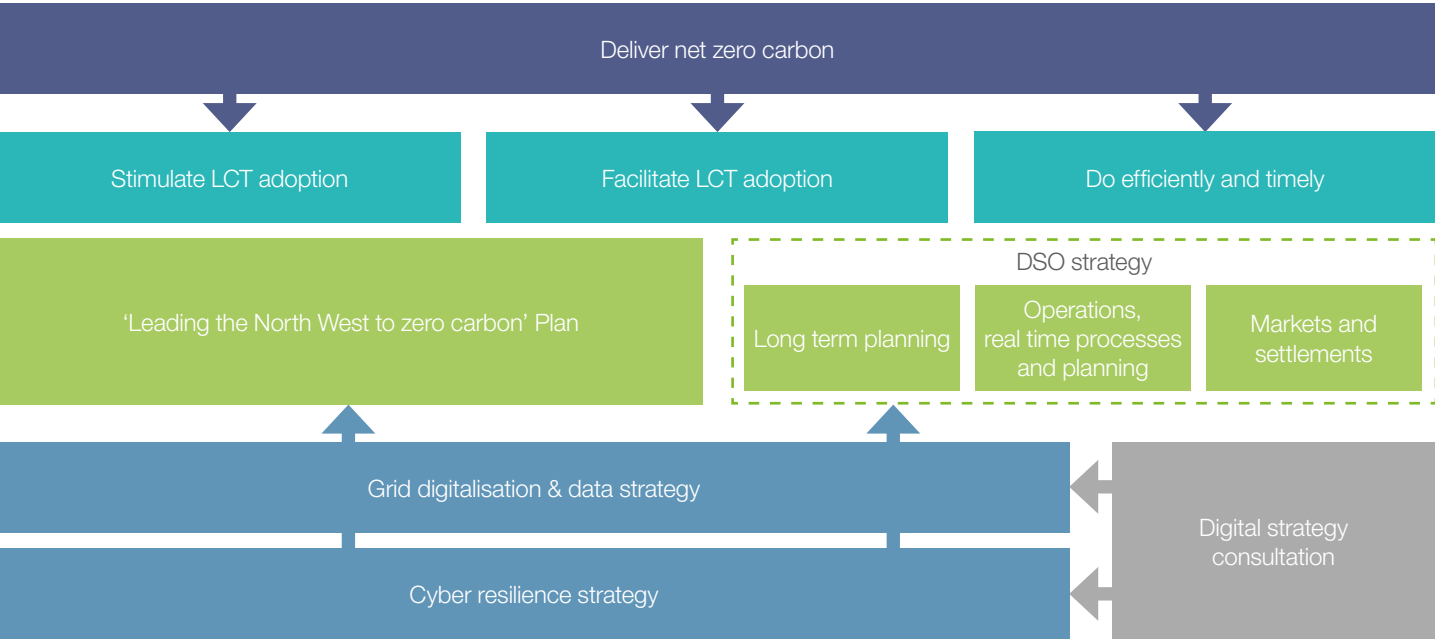 Deliver net zero carbon
Stimulate LCT adoption
Facilitate LCT adoption
Do efficiently and timely
‘Leading the North West to zero carbon’ Plan
DSO strategy
Long term planning
Operations,
real time processes
and planning
Markets and
settlements
Grid digitalisation & data strategy
Digital strategy
consultation
Cyber resilience strategy